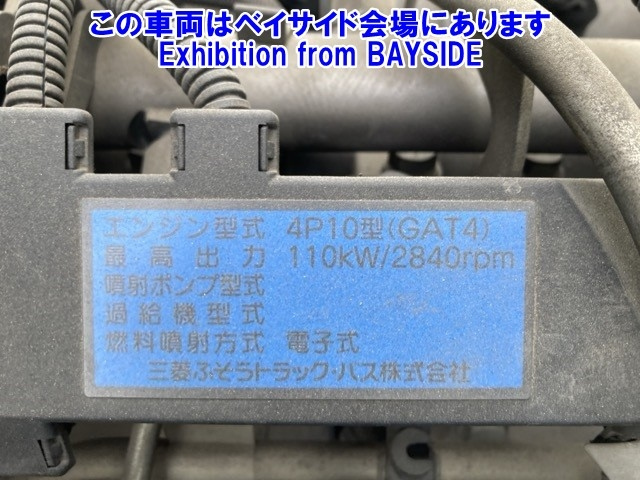 この車両はベイサイド会場にあります
Exhibition from BAYSIDE
エンジン型式 4P10型(GAT4)
最高出力 110kW/2840rpm
噴射ポンプ型式
過給機型式
燃料噴射方式 電子式
三菱ふそうトラック・バス株式会社